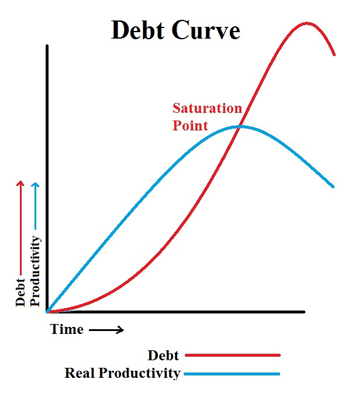 Debt Curve
Saturation
Point
Debt
Productivity
Time
Debt
Real Productivity